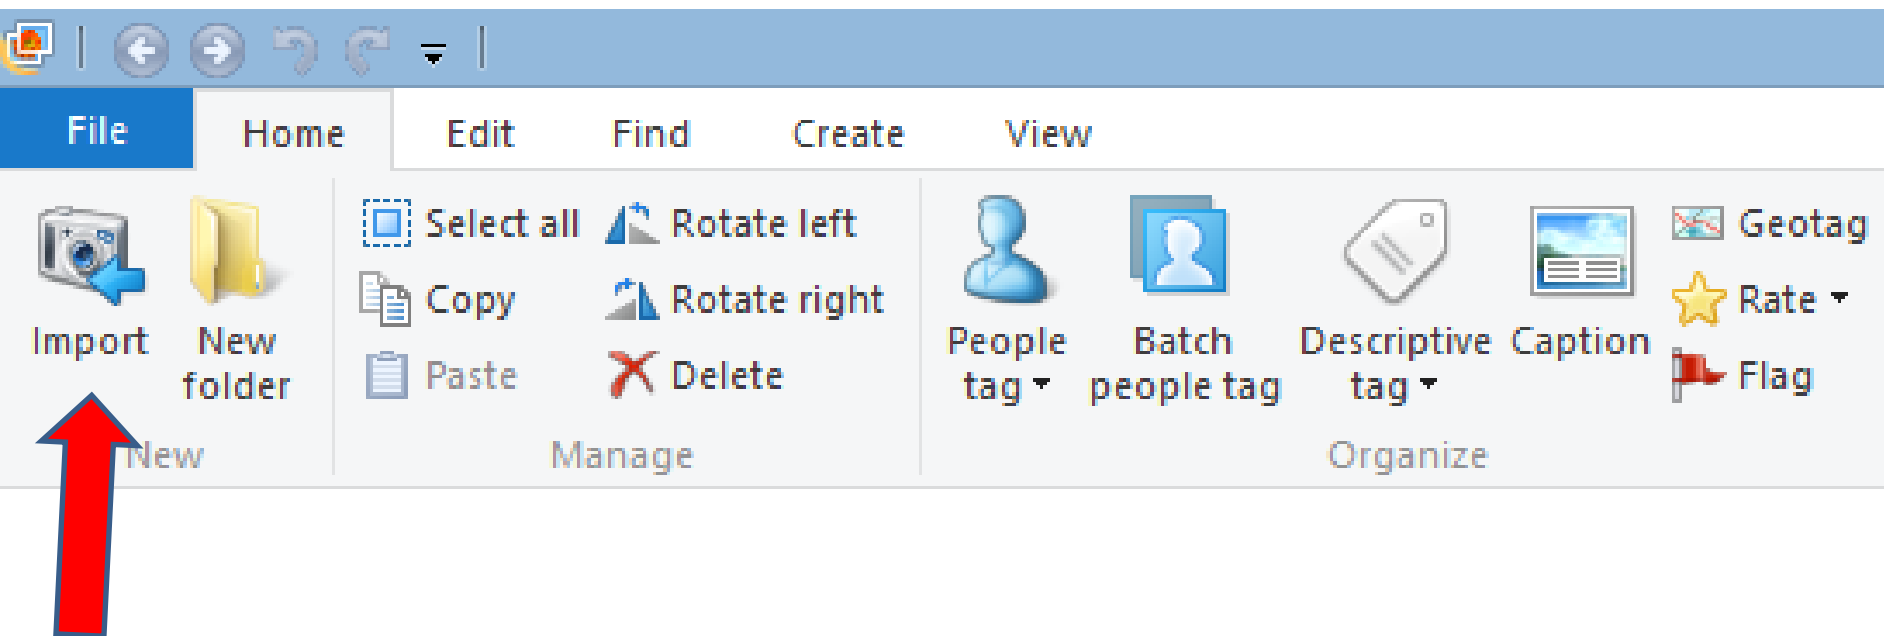 File Home Edit Find Create View
Import
New
folder
Select all
Copy
Paste
Rotate left
Rotate right
Delete
People
tag
Batch
people tag
Descriptive
tag
Caption
Geotag
Rate
Flag
New Manage Organize